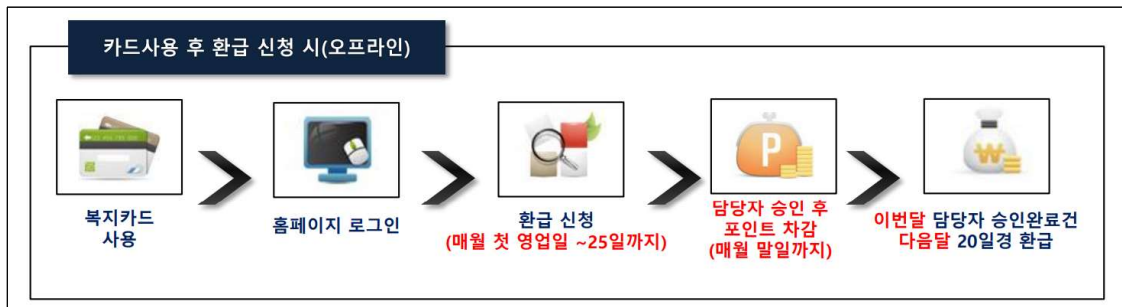 카드사용 후 환급 신청 시(오프라인)
복지카드
사용
홈페이지 로그인
환급 신청
(매월 첫 영업일 ~25일까지)
P
담당자 승인 후
포인트 차감
(매월 말일까지)
₩
이번달 담당자 승인완료건
다음달 20일경 환급